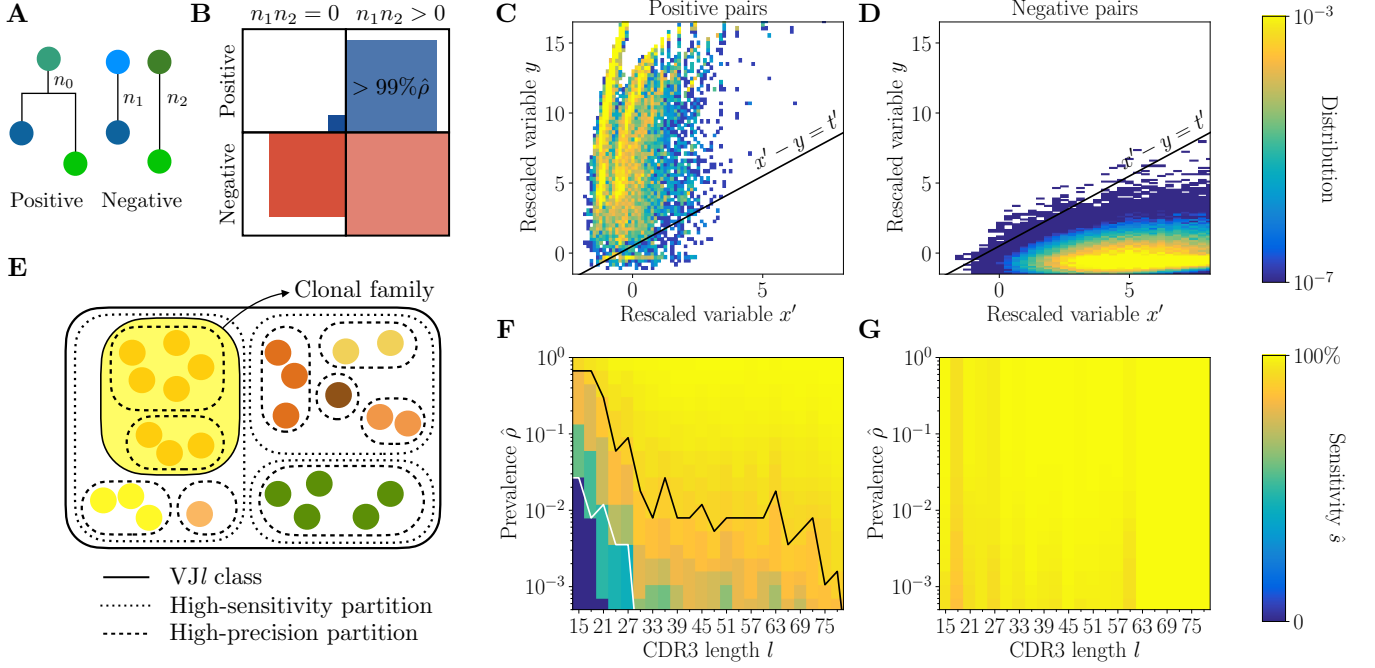 A
n₀
n₁
n₂
Positive
Negative
B
n₁n₂ = 0
n₁n₂ > 0
Positive
> 99%ρ̂
Negative
C
Positive pairs
15
10
5
0
Rescaled variable y
x′ − y = t′
0
5
Rescaled variable x′
D
Negative pairs
15
10
5
0
Rescaled variable y
x′ − y = t′
0
5
Rescaled variable x′
10⁻³
Distribution
10⁻⁷
E
Clonal family
VJl class
High-sensitivity partition
High-precision partition
F
10⁰
10⁻¹
10⁻²
10⁻³
Prevalence ρ̂
15 21 27 33 39 45 51 57 63 69 75
CDR3 length l
G
10⁰
10⁻¹
10⁻²
10⁻³
Prevalence ρ̂
15 21 27 33 39 45 51 57 63 69 75
CDR3 length l
100%
Sensitivity ŝ
0